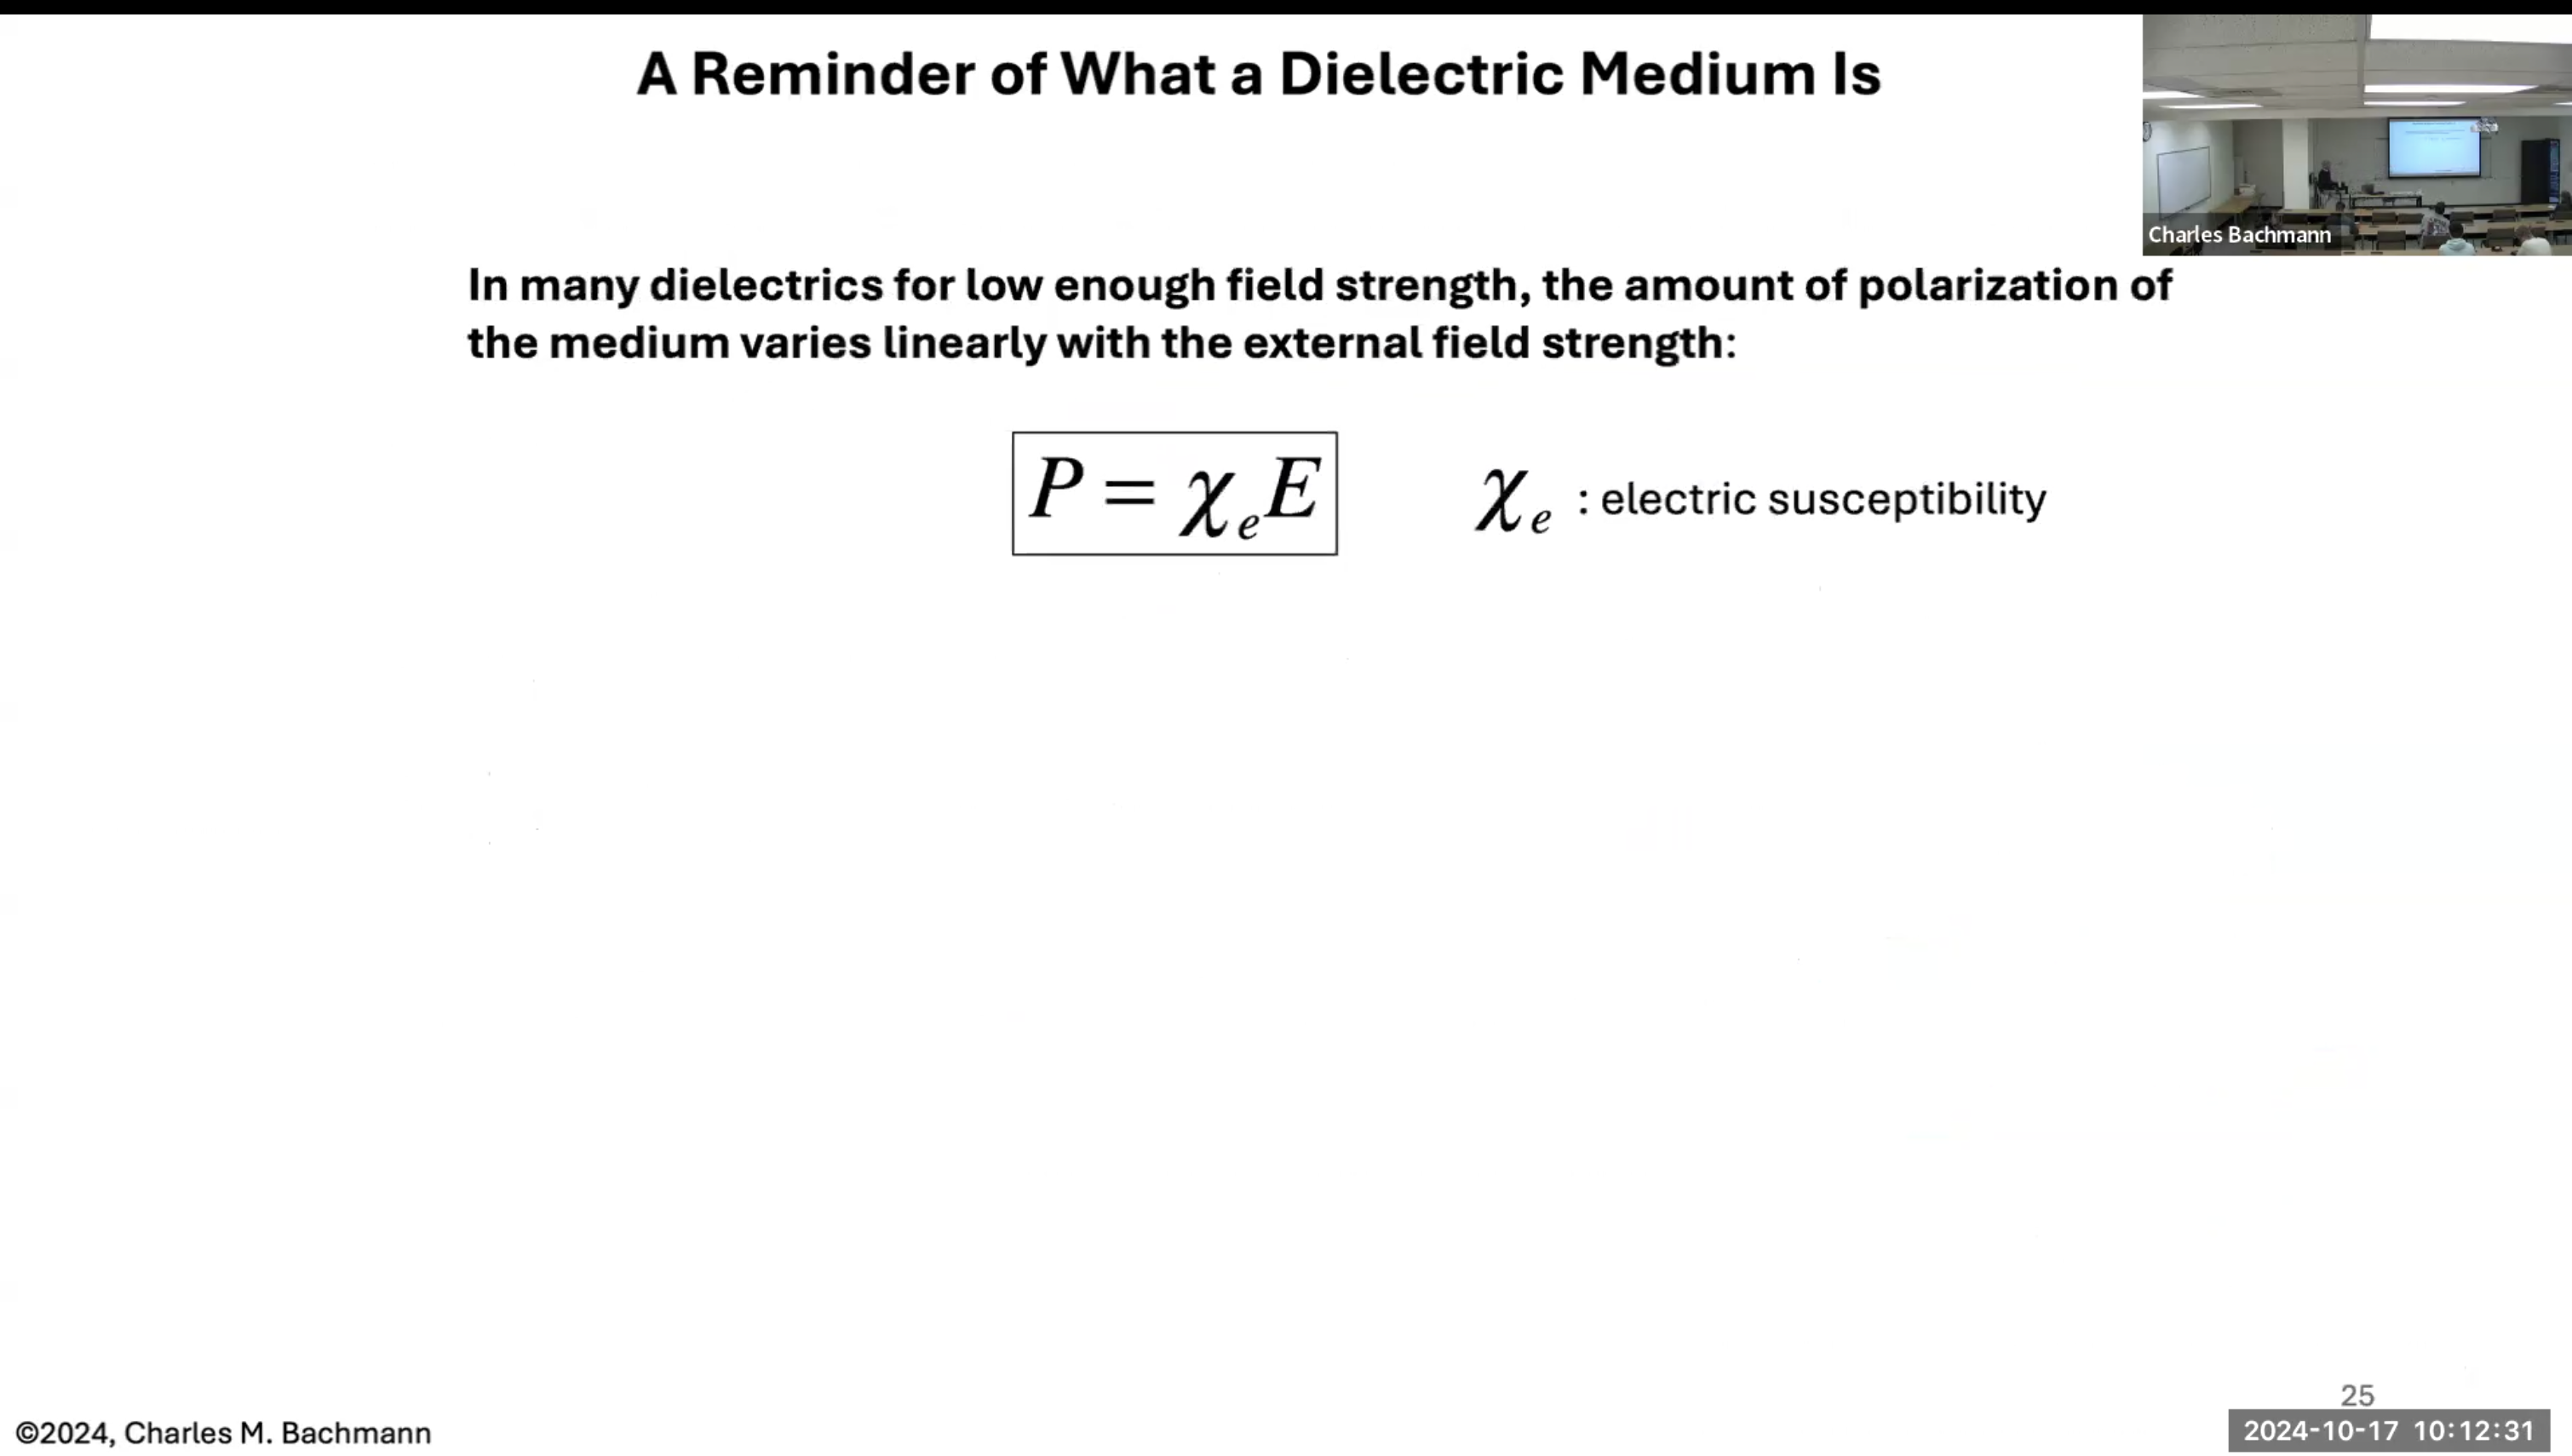 A Reminder of What a Dielectric Medium Is
Charles Bachmann
In many dielectrics for low enough field strength, the amount of polarization of
the medium varies linearly with the external field strength:
P = χₑE
χₑ : electric susceptibility
25
©2024, Charles M. Bachmann
2024-10-17 10:12:31